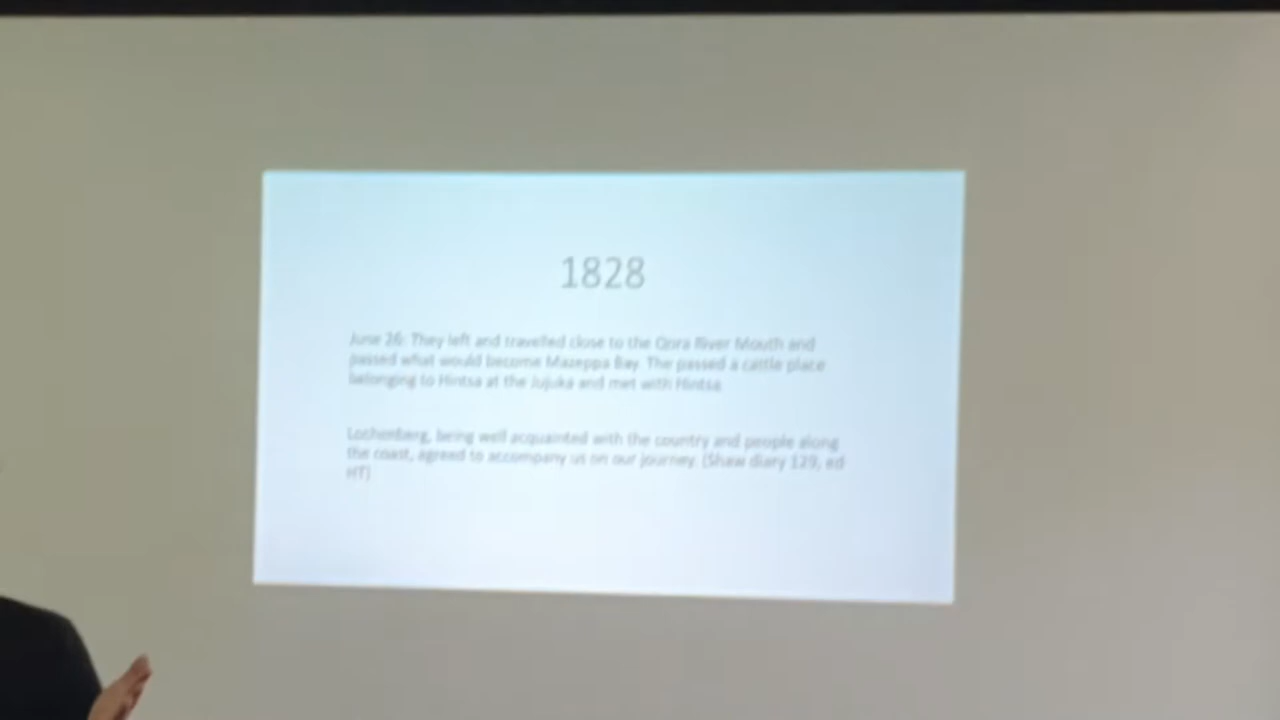 1828
June 26: They left and travelled close to the Qora River Mouth and
passed what would become Mazeppa Bay. The passed a cattle place
belonging to Hintsa at the Jujuka and met with Hintsa
Lochenberg, being well acquainted with the country and people along
the coast, agreed to accompany us on our journey. (Shaw diary 129, ed
HT)